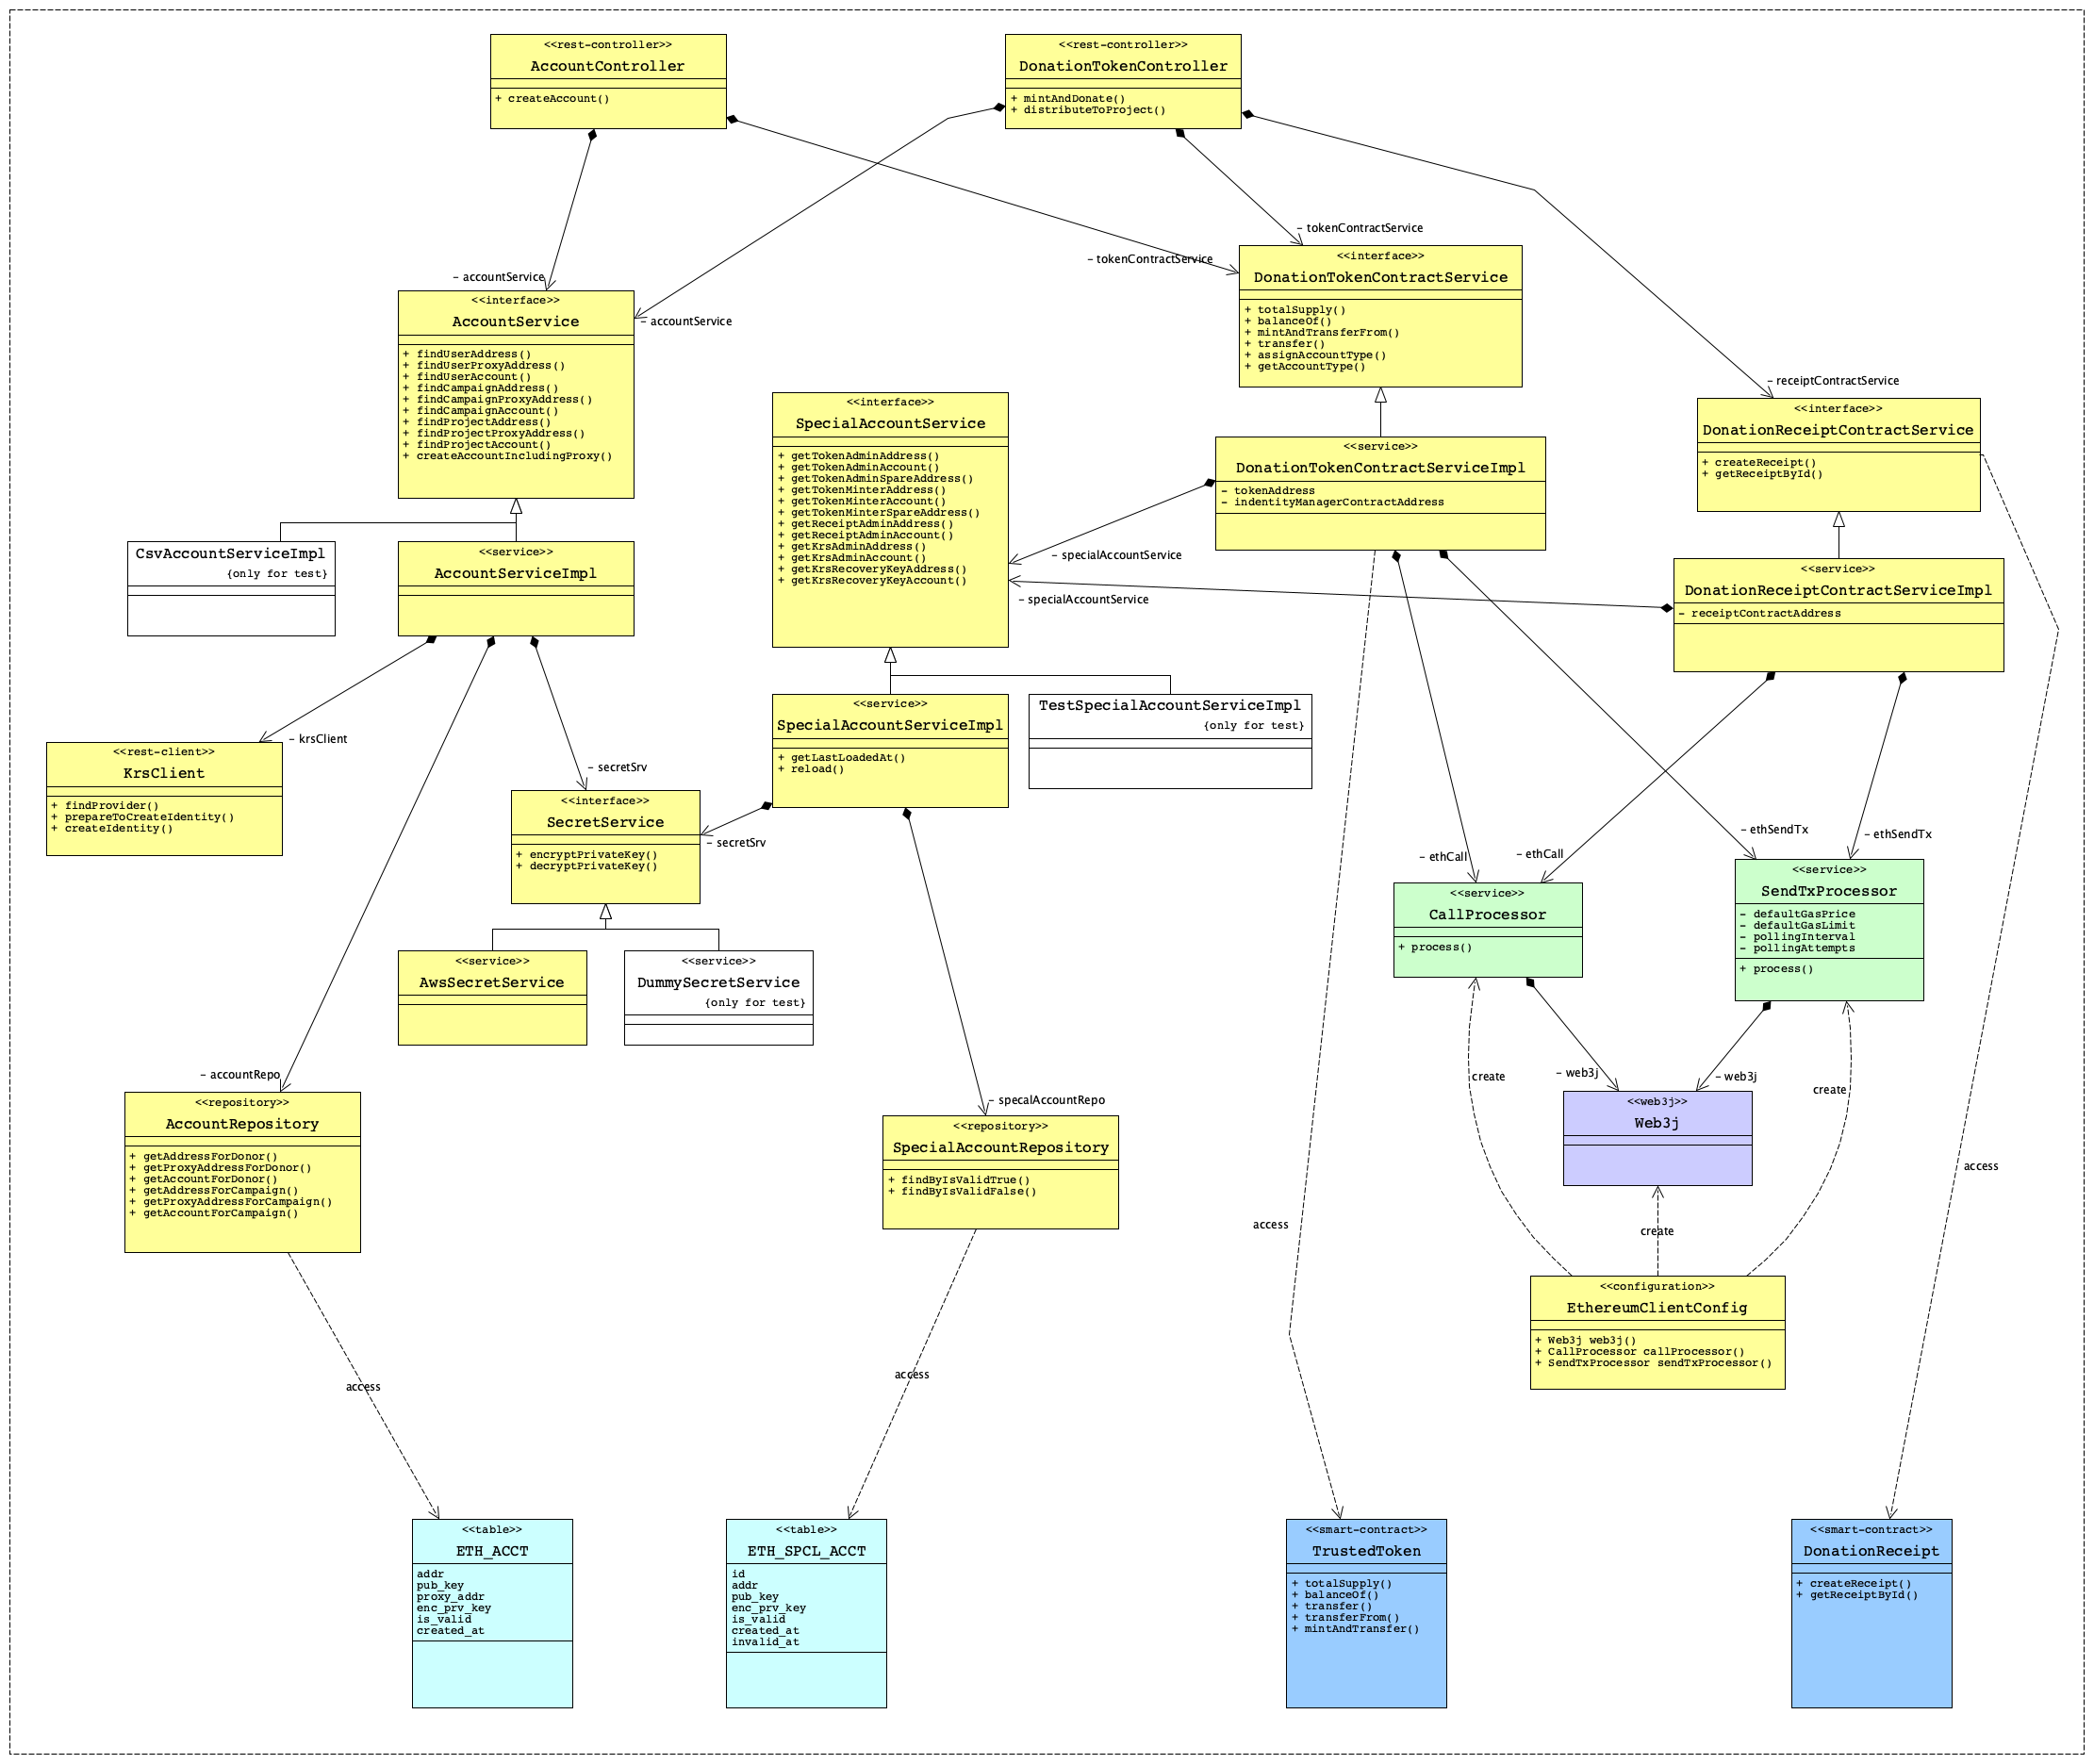 <<rest-controller>>
AccountController
+ createAccount()
<<rest-controller>>
DonationTokenController
+ mintAndDonate()
+ distributeToProject()
- accountService
- accountService
- tokenContractService
- tokenContractService
- receiptContractService
<<interface>>
AccountService
+ findUserAddress()
+ findUserProxyAddress()
+ findUserAccount()
+ findCampaignAddress()
+ findCampaignProxyAddress()
+ findCampaignAccount()
+ findProjectAddress()
+ findProjectProxyAddress()
+ findProjectAccount()
+ createAccountIncludingProxy()
<<interface>>
DonationTokenContractService
+ totalSupply()
+ balanceOf()
+ mintAndTransferFrom()
+ transfer()
+ assignAccountType()
+ getAccountType()
<<interface>>
SpecialAccountService
+ getTokenAdminAddress()
+ getTokenAdminAccount()
+ getTokenAdminSpareAddress()
+ getTokenMinterAddress()
+ getTokenMinterAccount()
+ getTokenMinterSpareAddress()
+ getReceiptAdminAddress()
+ getReceiptAdminAccount()
+ getKrsAdminAddress()
+ getKrsAdminAccount()
+ getKrsRecoveryKeyAddress()
+ getKrsRecoveryKeyAccount()
<<interface>>
DonationReceiptContractService
+ createReceipt()
+ getReceiptById()
<<service>>
DonationTokenContractServiceImpl
- tokenAddress
- indentityManagerContractAddress
- specialAccountService
- specialAccountService
CsvAccountServiceImpl
{only for test}
<<service>>
AccountServiceImpl
<<service>>
DonationReceiptContractServiceImpl
- receiptContractAddress
- krsClient
<<rest-client>>
KrsClient
+ findProvider()
+ prepareToCreateIdentity()
+ createIdentity()
- secretSrv
<<interface>>
SecretService
+ encryptPrivateKey()
+ decryptPrivateKey()
<<service>>
SpecialAccountServiceImpl
+ getLastLoadedAt()
+ reload()
- secretSrv
TestSpecialAccountServiceImpl
{only for test}
- ethCall
- ethCall
- ethSendTx
- ethSendTx
<<service>>
CallProcessor
+ process()
<<service>>
SendTxProcessor
- defaultGasPrice
- defaultGasLimit
- pollingInterval
- pollingAttempts
+ process()
<<service>>
AwsSecretService
<<service>>
DummySecretService
{only for test}
- accountRepo
<<repository>>
AccountRepository
+ getAddressForDonor()
+ getProxyAddressForDonor()
+ getAccountForDonor()
+ getAddressForCampaign()
+ getProxyAddressForCampaign()
+ getAccountForCampaign()
- specalAccountRepo
<<repository>>
SpecialAccountRepository
+ findByIsValidTrue()
+ findByIsValidFalse()
create
- web3j
- web3j
create
<<web3j>>
Web3j
access
access
create
<<configuration>>
EthereumClientConfig
+ Web3j web3j()
+ CallProcessor callProcessor()
+ SendTxProcessor sendTxProcessor()
access
access
<<table>>
ETH_ACCT
addr
pub_key
proxy_addr
enc_prv_key
is_valid
created_at
<<table>>
ETH_SPCL_ACCT
id
addr
pub_key
enc_prv_key
is_valid
created_at
invalid_at
<<smart-contract>>
TrustedToken
+ totalSupply()
+ balanceOf()
+ transfer()
+ transferFrom()
+ mintAndTransfer()
<<smart-contract>>
DonationReceipt
+ createReceipt()
+ getReceiptById()